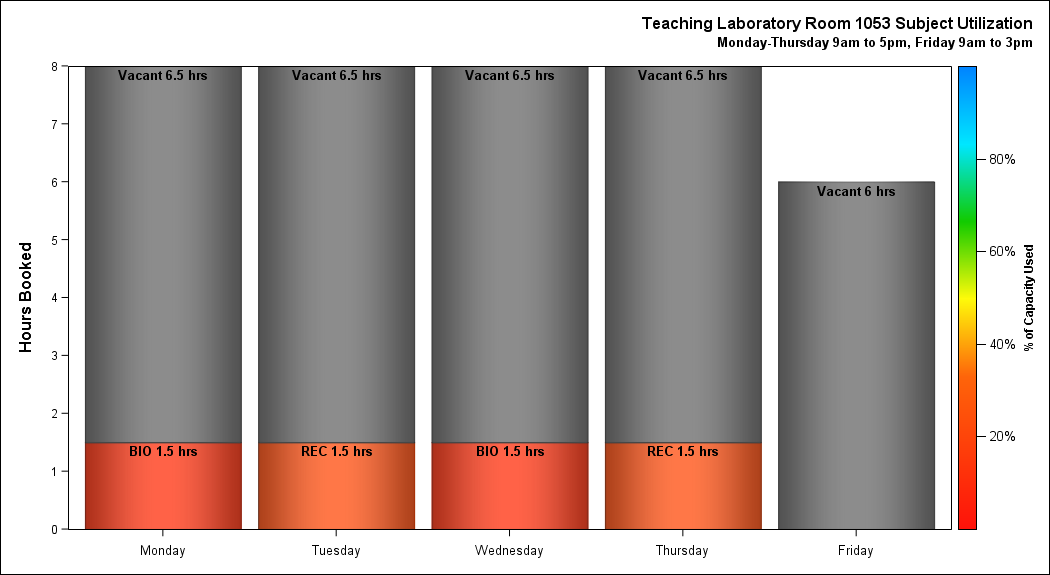 Teaching Laboratory Room 1053 Subject Utilization
Monday-Thursday 9am to 5pm, Friday 9am to 3pm
Hours Booked
8
7
6
5
4
3
2
1
0
Vacant 6.5 hrs
Vacant 6.5 hrs
Vacant 6.5 hrs
Vacant 6.5 hrs
Vacant 6 hrs
BIO 1.5 hrs
REC 1.5 hrs
BIO 1.5 hrs
REC 1.5 hrs
Monday
Tuesday
Wednesday
Thursday
Friday
80%
60%
40%
20%
% of Capacity Used